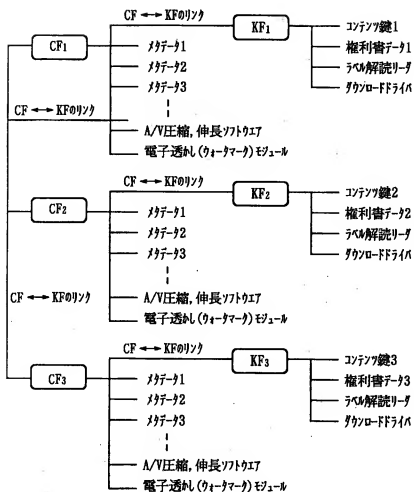 CF ⟷ KFのリンク
CF1
KF1
コンテンツ鍵1
権利書データ1
ラベル解読リーダ
ダウンロードドライバ
メタデータ1
メタデータ2
メタデータ3
CF ⟷ KFのリンク
A/V圧縮,伸長ソフトウエア
電子透かし(ウォータマーク)モジュール
CF ⟷ KFのリンク
CF2
KF2
コンテンツ鍵2
権利書データ2
ラベル解読リーダ
ダウンロードドライバ
メタデータ1
メタデータ2
メタデータ3
CF ⟷ KFのリンク
A/V圧縮,伸長ソフトウエア
電子透かし(ウォータマーク)モジュール
CF ⟷ KFのリンク
CF3
KF3
コンテンツ鍵3
権利書データ3
ラベル解読リーダ
ダウンロードドライバ
メタデータ1
メタデータ2
メタデータ3
A/V圧縮,伸長ソフトウエア
電子透かし(ウォータマーク)モジュール